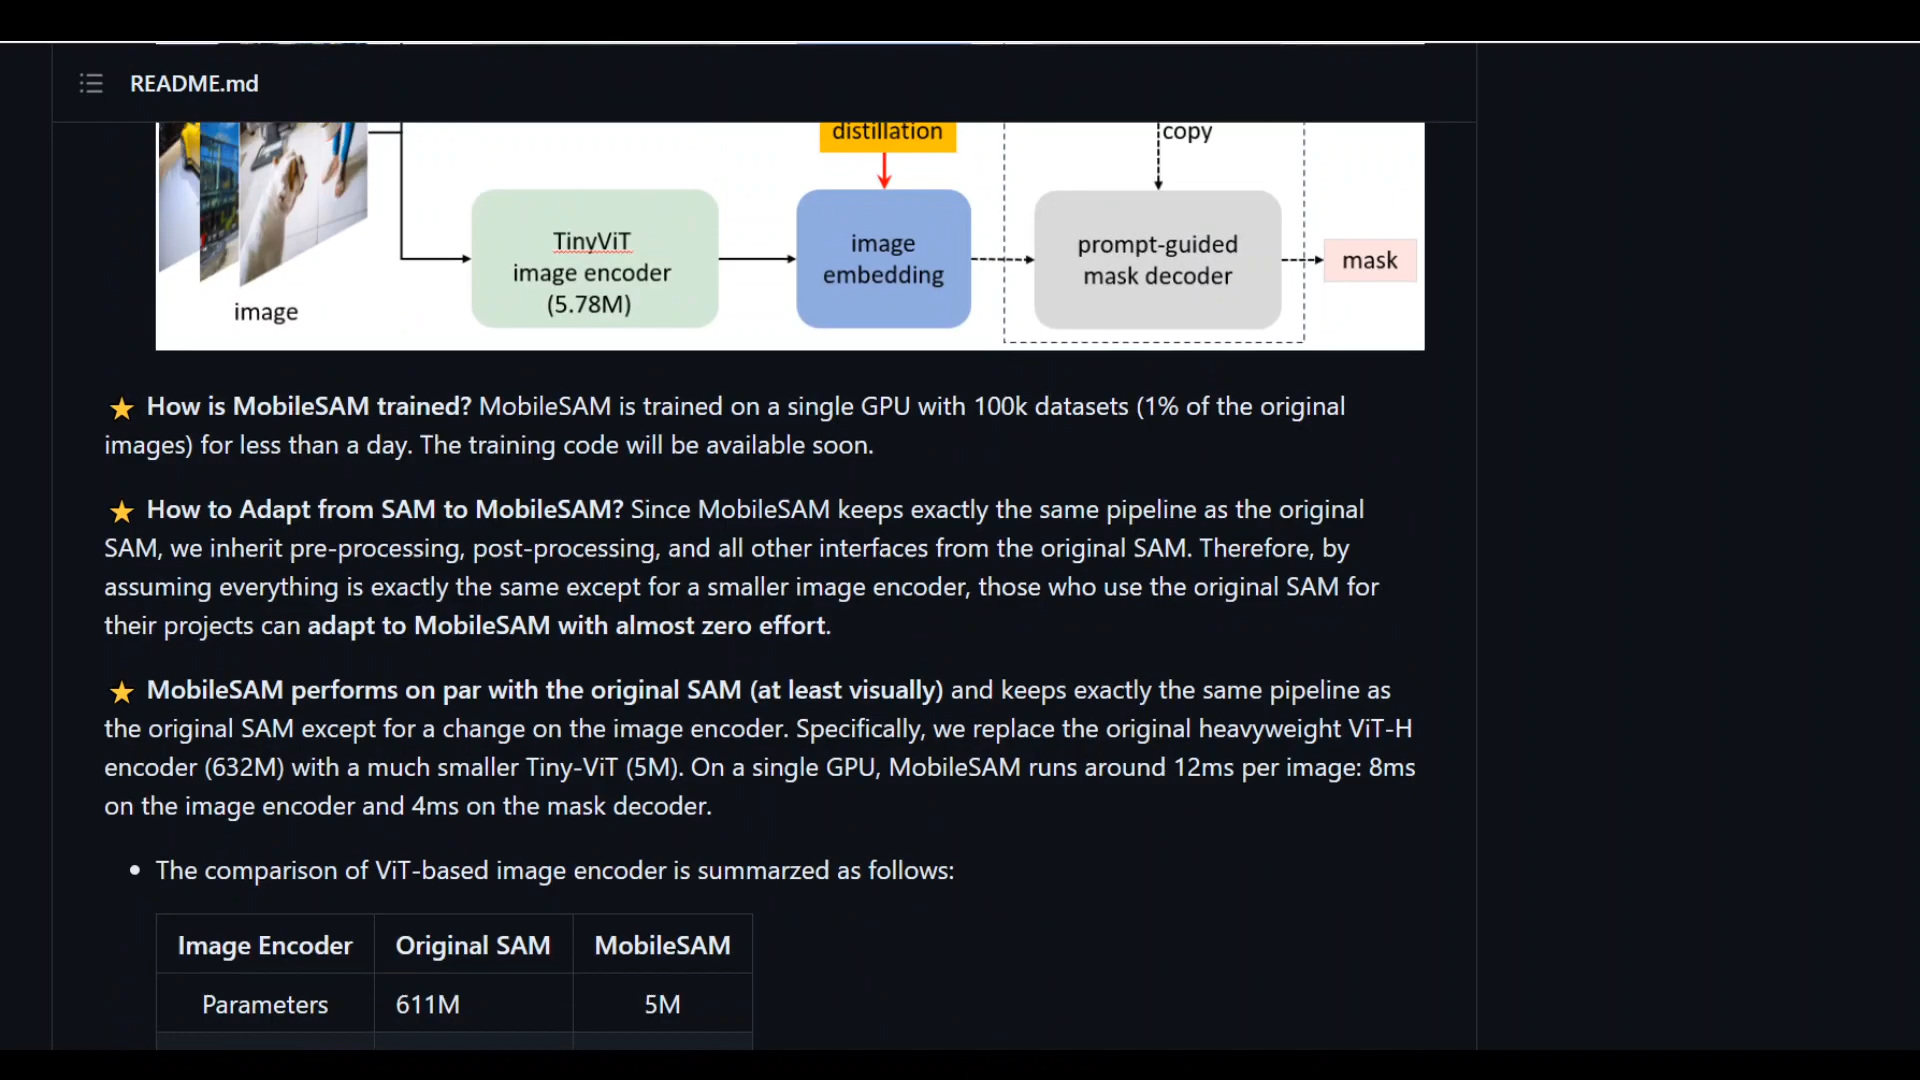 README.md
distillation
copy
TinyViT
image encoder
(5.78M)
image
embedding
prompt-guided
mask decoder
mask
image
How is MobileSAM trained? MobileSAM is trained on a single GPU with 100k datasets (1% of the original
images) for less than a day. The training code will be available soon.
How to Adapt from SAM to MobileSAM? Since MobileSAM keeps exactly the same pipeline as the original
SAM, we inherit pre-processing, post-processing, and all other interfaces from the original SAM. Therefore, by
assuming everything is exactly the same except for a smaller image encoder, those who use the original SAM for
their projects can adapt to MobileSAM with almost zero effort.
MobileSAM performs on par with the original SAM (at least visually) and keeps exactly the same pipeline as
the original SAM except for a change on the image encoder. Specifically, we replace the original heavyweight ViT-H
encoder (632M) with a much smaller Tiny-ViT (5M). On a single GPU, MobileSAM runs around 12ms per image: 8ms
on the image encoder and 4ms on the mask decoder.
• The comparison of ViT-based image encoder is summarzed as follows:
Image Encoder Original SAM MobileSAM
Parameters 611M 5M